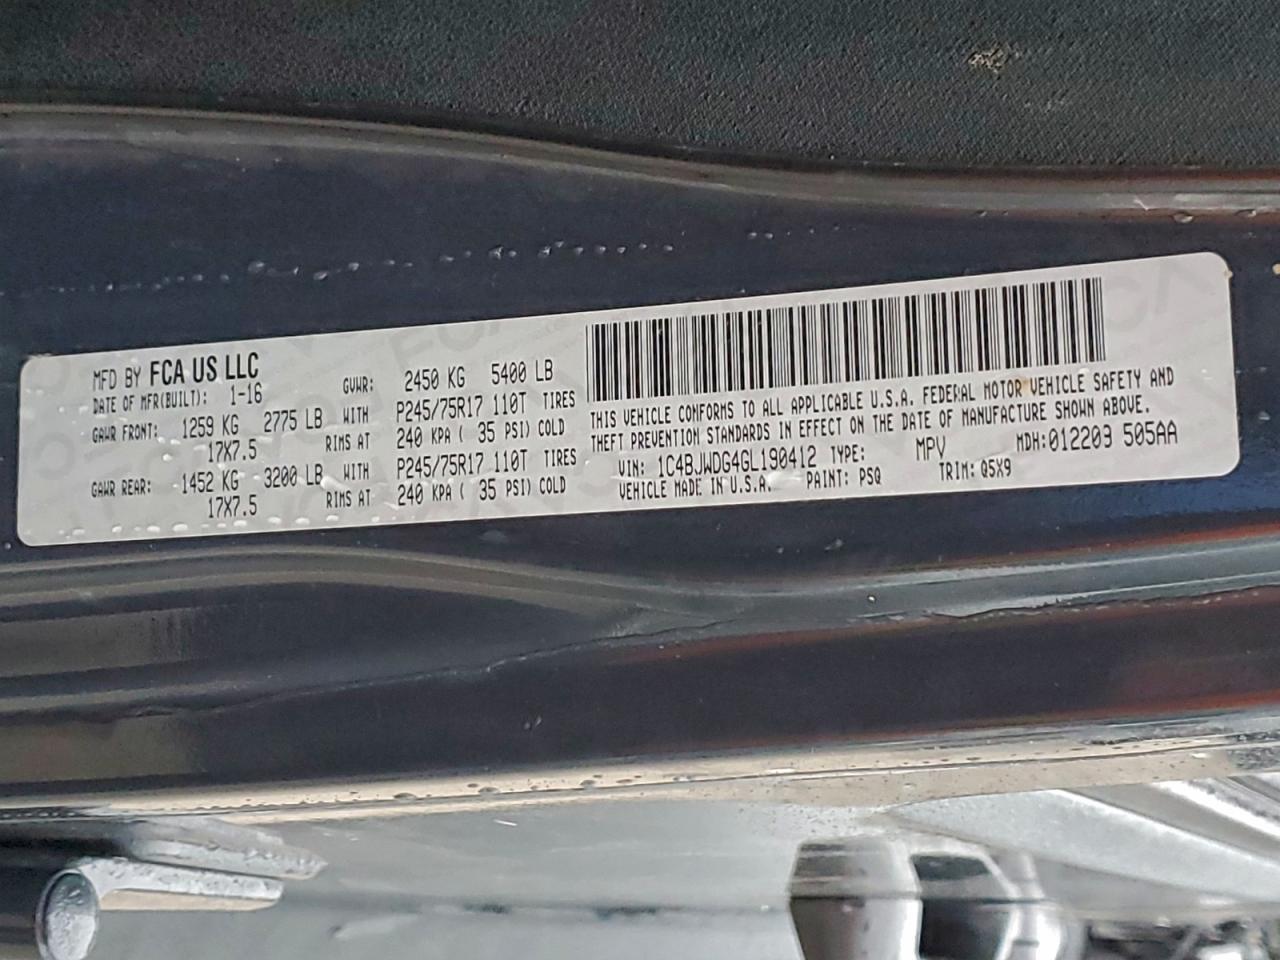 MFD BY FCA US LLC
DATE OF MFR(BUILT): 1-16 GVWR: 2450 KG 5400 LB
GAWR FRONT: 1259 KG 2775 LB WITH P245/75R17 110T TIRES
17X7.5 RIMS AT 240 KPA ( 35 PSI) COLD
GAWR REAR: 1452 KG 3200 LB WITH P245/75R17 110T TIRES
17X7.5 RIMS AT 240 KPA ( 35 PSI) COLD
THIS VEHICLE CONFORMS TO ALL APPLICABLE U.S.A. FEDERAL MOTOR VEHICLE SAFETY AND
THEFT PREVENTION STANDARDS IN EFFECT ON THE DATE OF MANUFACTURE SHOWN ABOVE.
VIN: 1C4BJWDG4GL190412 TYPE: MPV MDH:012203 505AA
VEHICLE MADE IN U.S.A. PAINT: PSQ TRIM: Q5X9